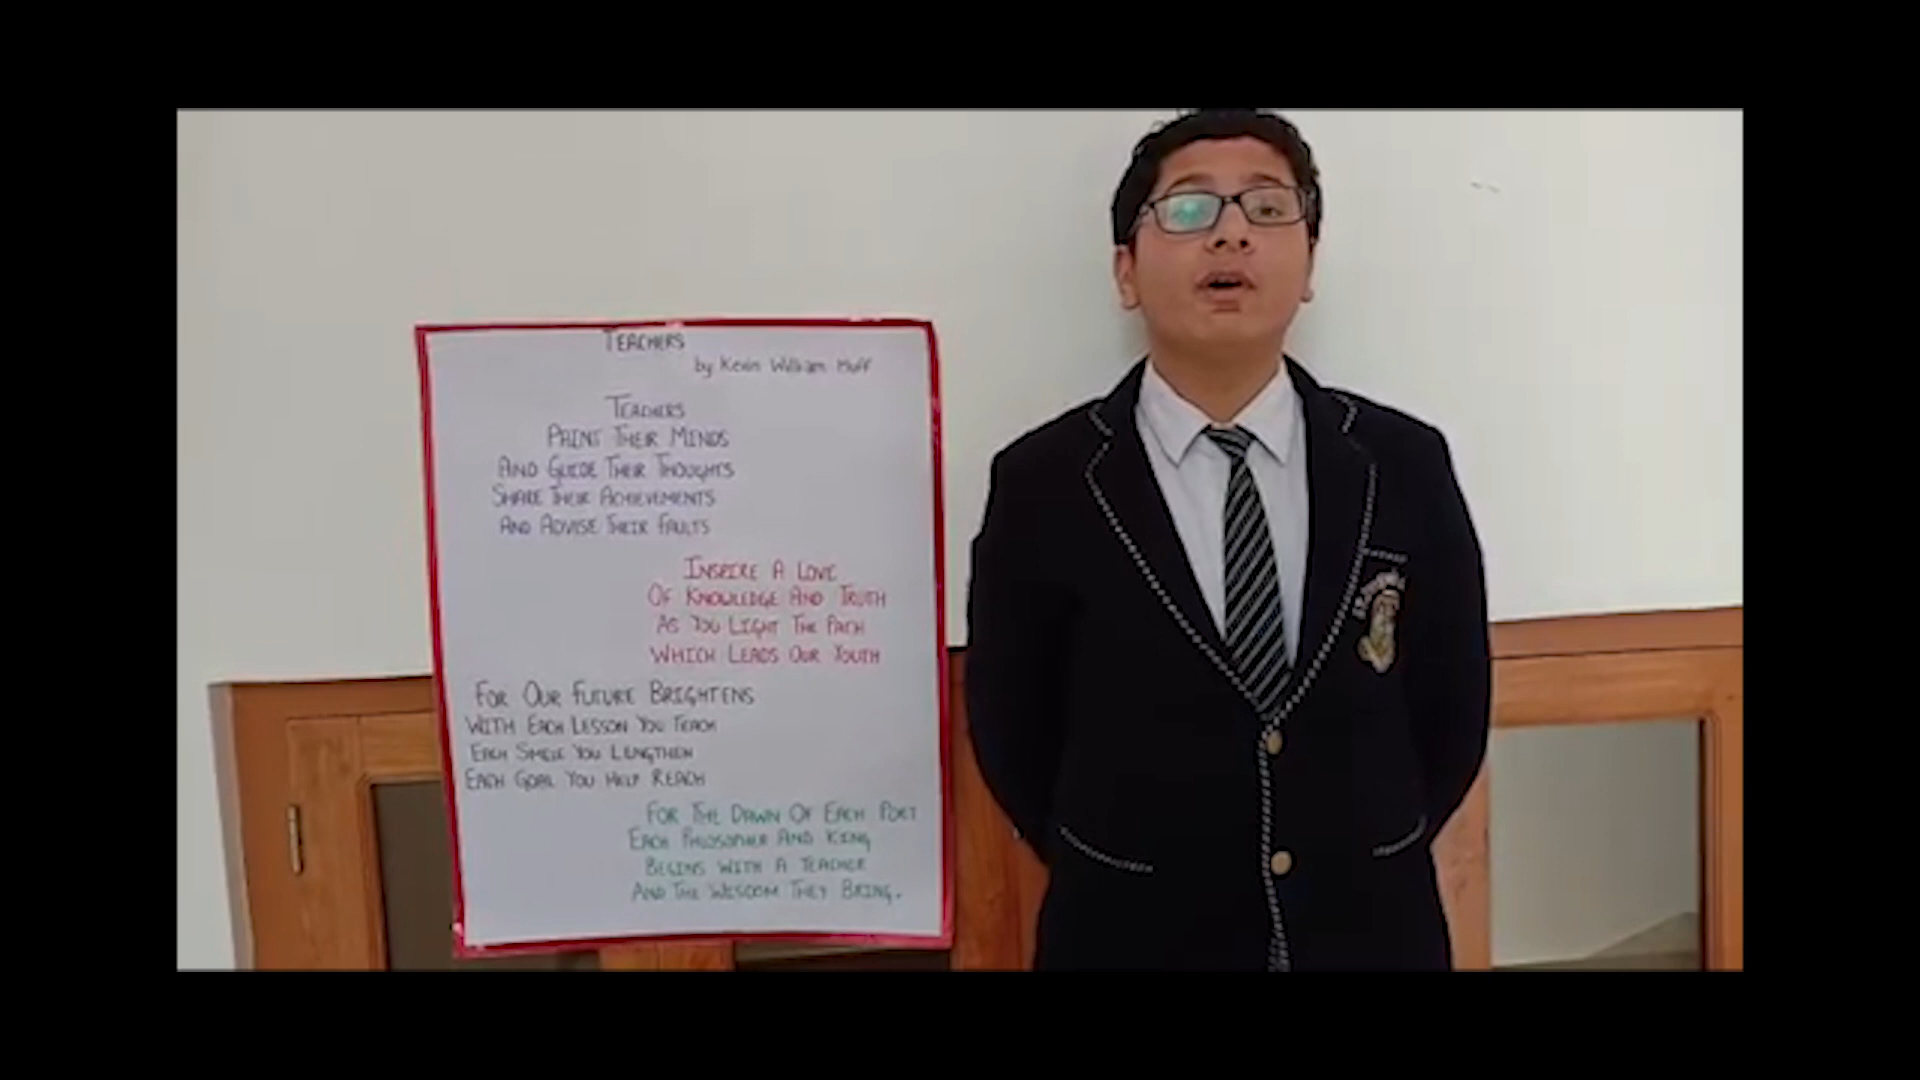 TEACHERS
by Kevin William Huff
TEACHERS
PAINT THEIR MINDS
AND GUIDE THEIR THOUGHTS
SHARE THEIR ACHIEVEMENTS
AND ADVISE THEIR FAULTS
INSPIRE A LOVE
OF KNOWLEDGE AND TRUTH
AS YOU LIGHT THE PATH
WHICH LEADS OUR YOUTH
FOR OUR FUTURE BRIGHTENS
WITH EACH LESSON YOU TEACH
EACH SMILE YOU LENGTHEN
EACH GOAL YOU HELP REACH
FOR THE DAWN OF EACH POET
EACH PHILOSOPHER AND KING
BEGINS WITH A TEACHER
AND THE WISDOM THEY BRING.